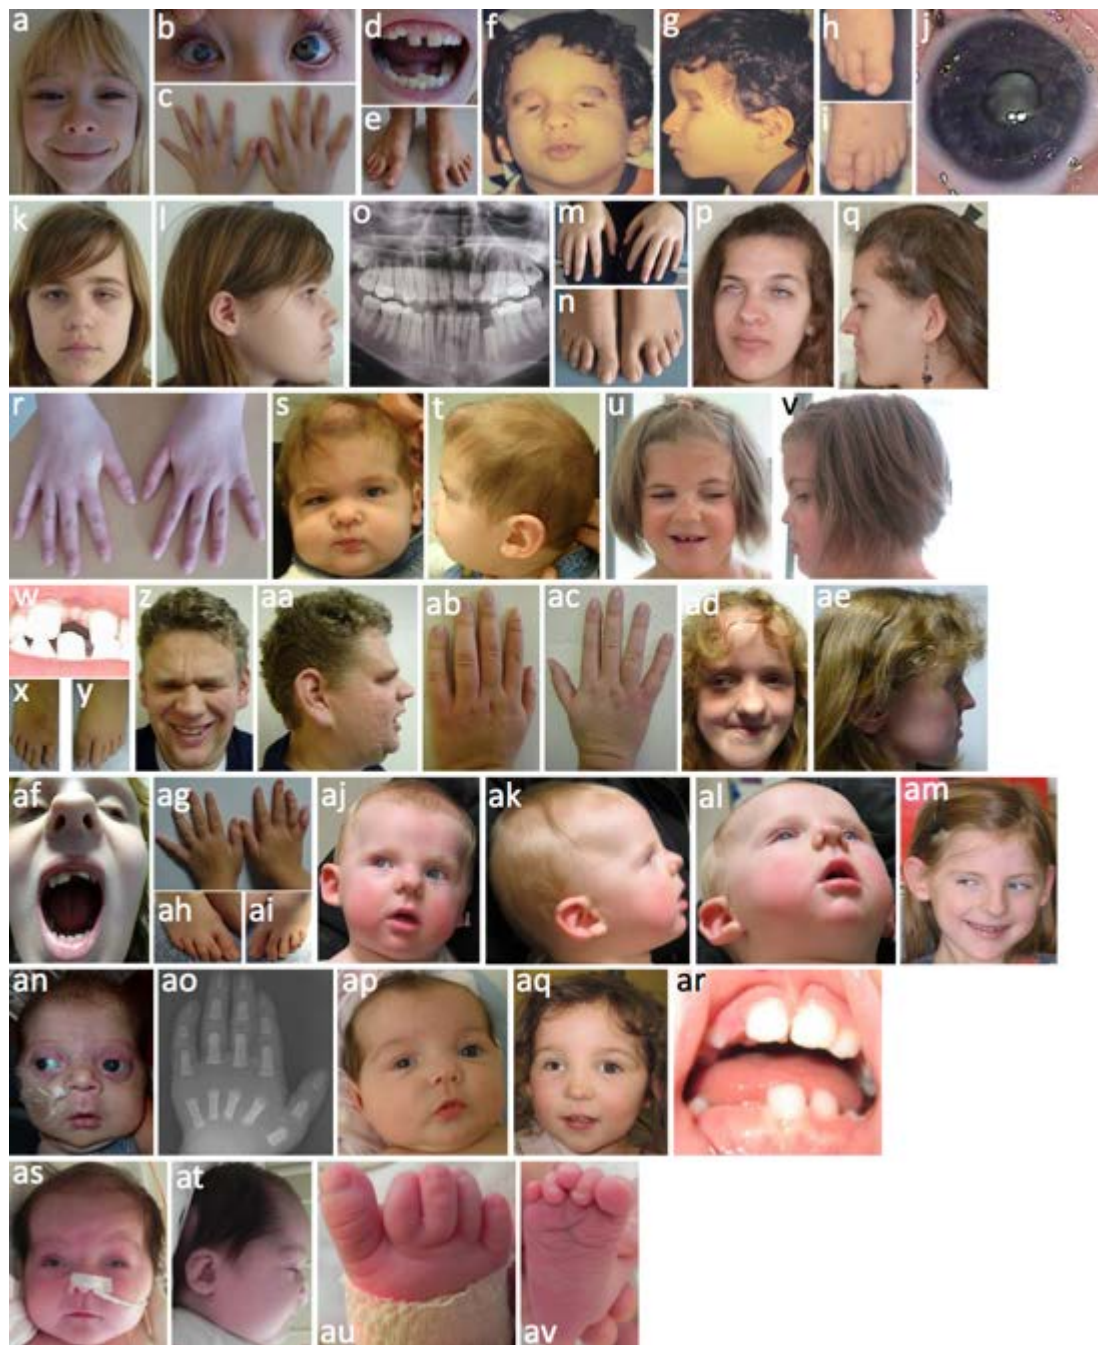 a b d f g h j
c e
k l o m p q
n
r s t u v
w z aa ab ac ad ae
x y
af ag aj ak al am
ah ai
an ao ap aq ar
as at au av